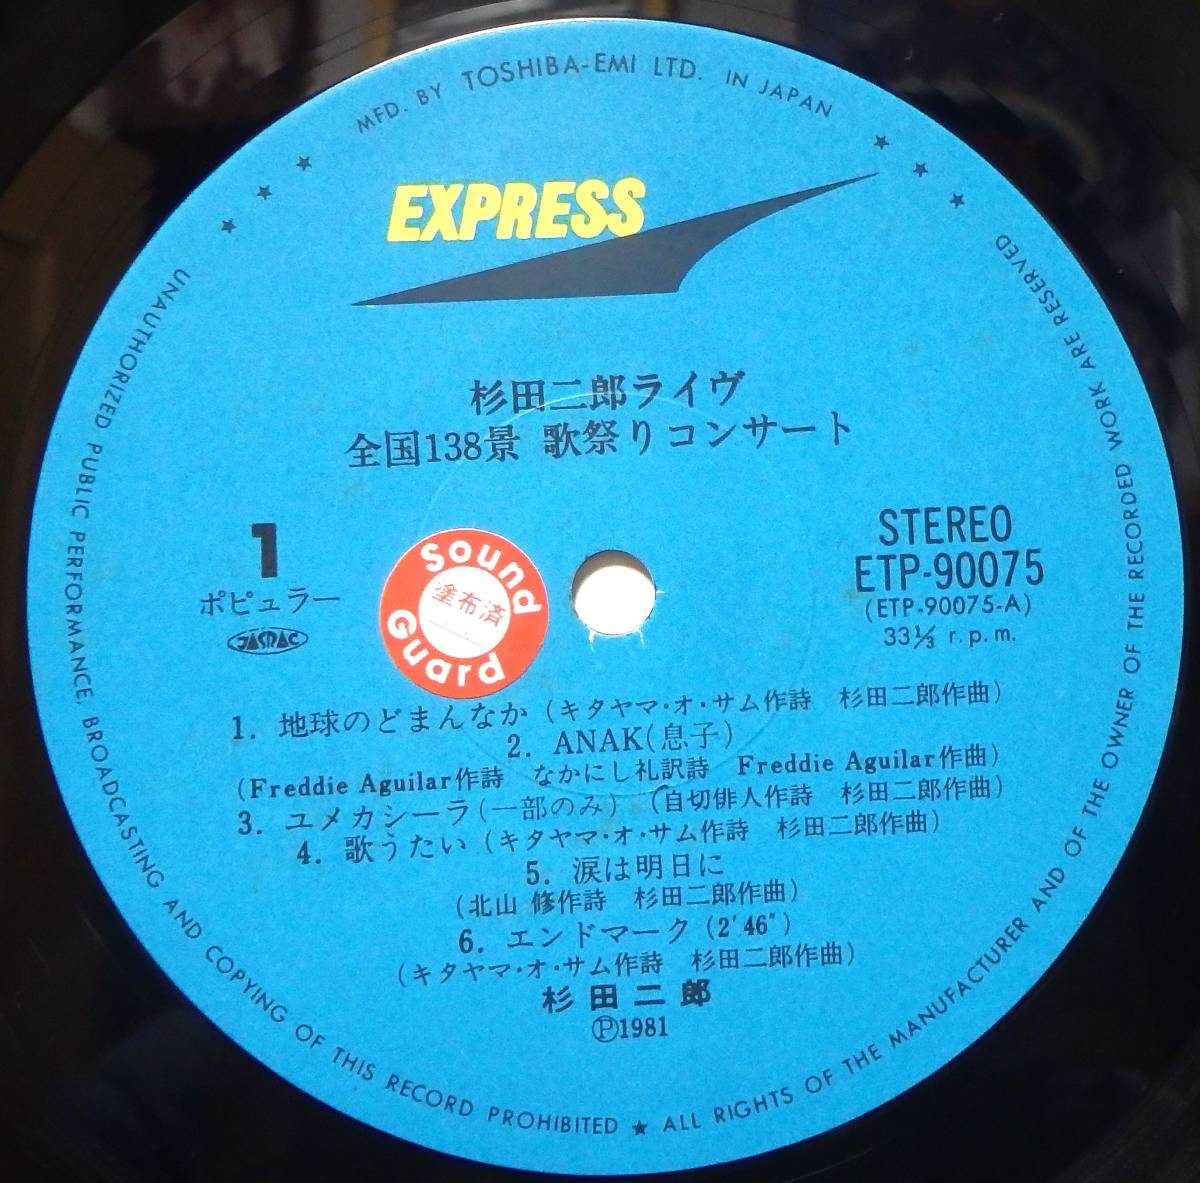 MFD. BY TOSHIBA-EMI LTD. IN JAPAN
EXPRESS
杉田二郎ライヴ
全国138景 歌祭りコンサート
1
ポピュラー
JASRAC
Sound
塗布済
Guard
STEREO
ETP-90075
(ETP-90075-A)
33⅓ r.p.m.
1. 地球のどまんなか (キタヤマ・オ・サム作詩 杉田二郎作曲)
2. ANAK(息子)
(Freddie Aguilar作詩 なかにし礼訳詩 Freddie Aguilar作曲)
3. ユメカシーラ(一部のみ) (自切俳人作詩 杉田二郎作曲)
4. 歌うたい (キタヤマ・オ・サム作詩 杉田二郎作曲)
5. 涙は明日に
(北山 修作詩 杉田二郎作曲)
6. エンドマーク (2'46")
(キタヤマ・オ・サム作詩 杉田二郎作曲)
杉田二郎
Ⓟ1981
UNAUTHORIZED PUBLIC PERFORMANCE, BROADCASTING AND COPYING OF THIS RECORD PROHIBITED ★ ALL RIGHTS OF THE MANUFACTURER AND OF THE OWNER OF THE RECORDED WORK ARE RESERVED